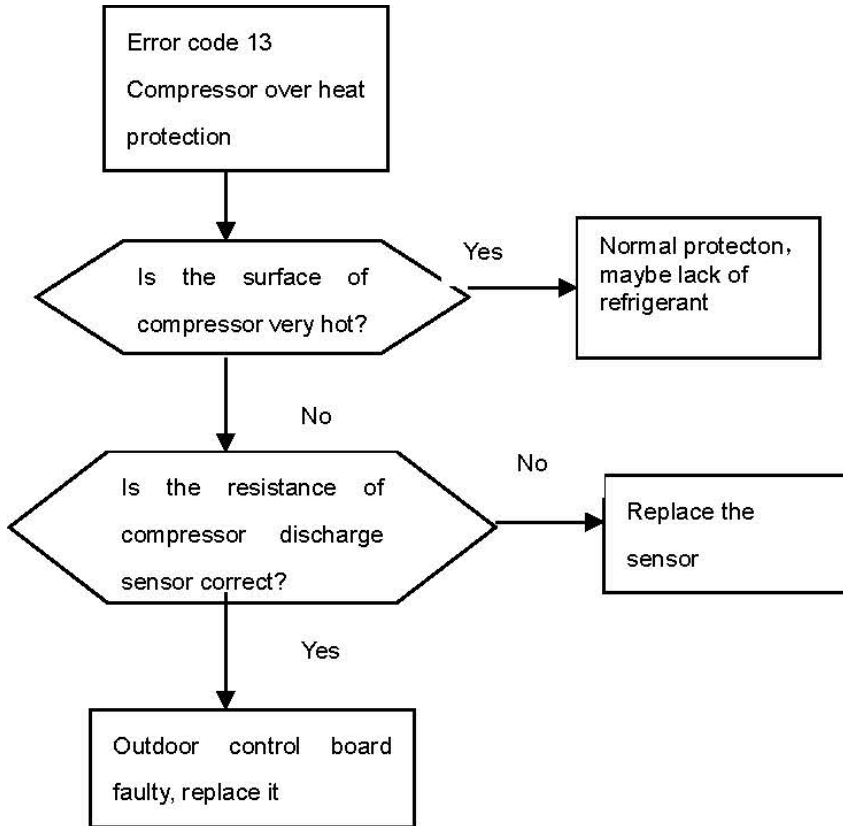 Error code 13
Compressor over heat
protection
Yes
Normal protecton，
maybe lack of
refrigerant
Is the surface of
compressor very hot?
No
No
Is the resistance of
compressor discharge
sensor correct?
Replace the
sensor
Yes
Outdoor control board
faulty, replace it